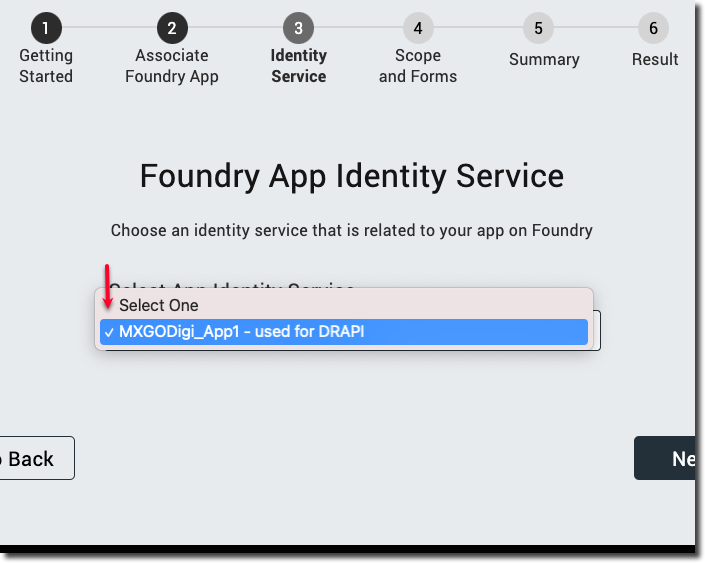 1 2 3 4 5 6
Getting Started
Associate Foundry App
Identity Service
Scope and Forms
Summary
Result
Foundry App Identity Service
Choose an identity service that is related to your app on Foundry
Select App Identity Service
Select One
✓ MXGODigi_App1 - used for DRAPI
Back
Ne